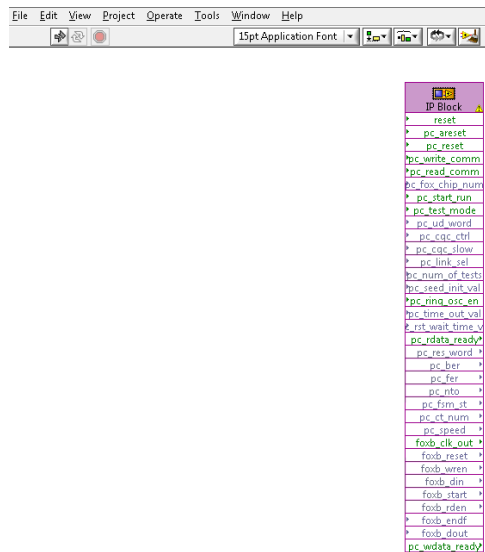 File Edit View Project Operate Tools Window Help
15pt Application Font
IP Block
reset
pc_areset
pc_reset
pc_write_comm
pc_read_comm
pc_fox_chip_num
pc_start_run
pc_test_mode
pc_ud_word
pc_cqc_ctrl
pc_cqc_slow
pc_link_sel
pc_num_of_tests
pc_seed_init_val
pc_ring_osc_en
pc_time_out_val
t_rst_wait_time_v
pc_rdata_ready
pc_res_word
pc_ber
pc_fer
pc_nto
pc_fsm_st
pc_ct_num
pc_speed
foxb_clk_out
foxb_reset
foxb_wren
foxb_din
foxb_start
foxb_rden
foxb_endf
foxb_dout
pc_wdata_ready